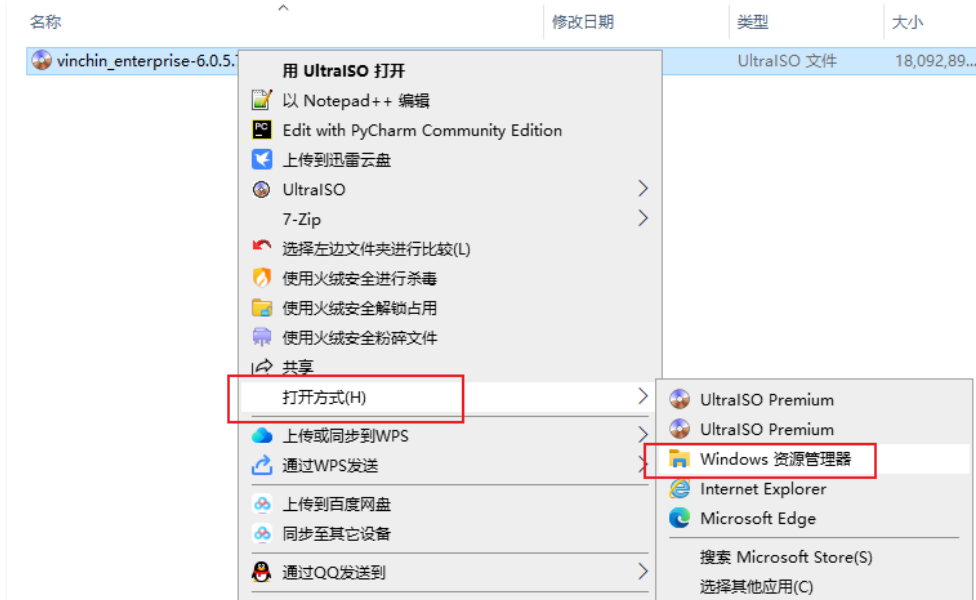 名称 修改日期 类型 大小
vinchin_enterprise-6.0.5. UltraISO 文件 18,092,89...
用 UltraISO 打开
以 Notepad++ 编辑
Edit with PyCharm Community Edition
上传到迅雷云盘
UltraISO
7-Zip
选择左边文件夹进行比较(L)
使用火绒安全进行杀毒
使用火绒安全解锁占用
使用火绒安全粉碎文件
共享
打开方式(H)
上传或同步到WPS
通过WPS发送
上传到百度网盘
同步至其它设备
通过QQ发送到
UltraISO Premium
UltraISO Premium
Windows 资源管理器
Internet Explorer
Microsoft Edge
搜索 Microsoft Store(S)
选择其他应用(C)